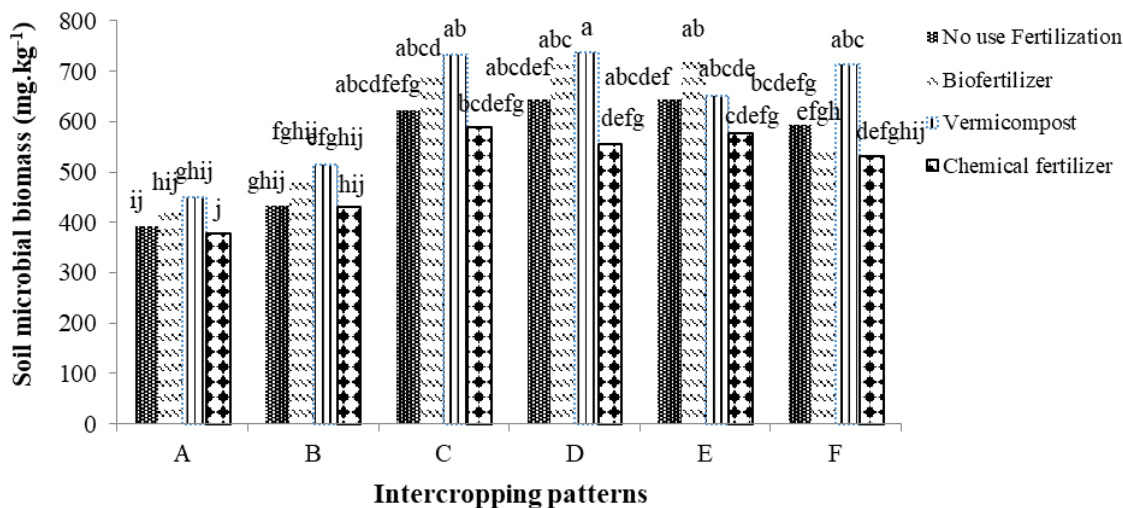 Soil microbial biomass (mg.kg-1)
800
700
600
500
400
300
200
100
0
ij
hij
ghij
j
ghij
fghij
efghij
hij
abcdfefg
abcd
ab
bcdefg
abcdef
abc
a
defg
abcdef
ab
abcde
cdefg
bcdefg
efgh
abc
defghij
A B C D E F
Intercropping patterns
No use Fertilization
Biofertilizer
Vermicompost
Chemical fertilizer